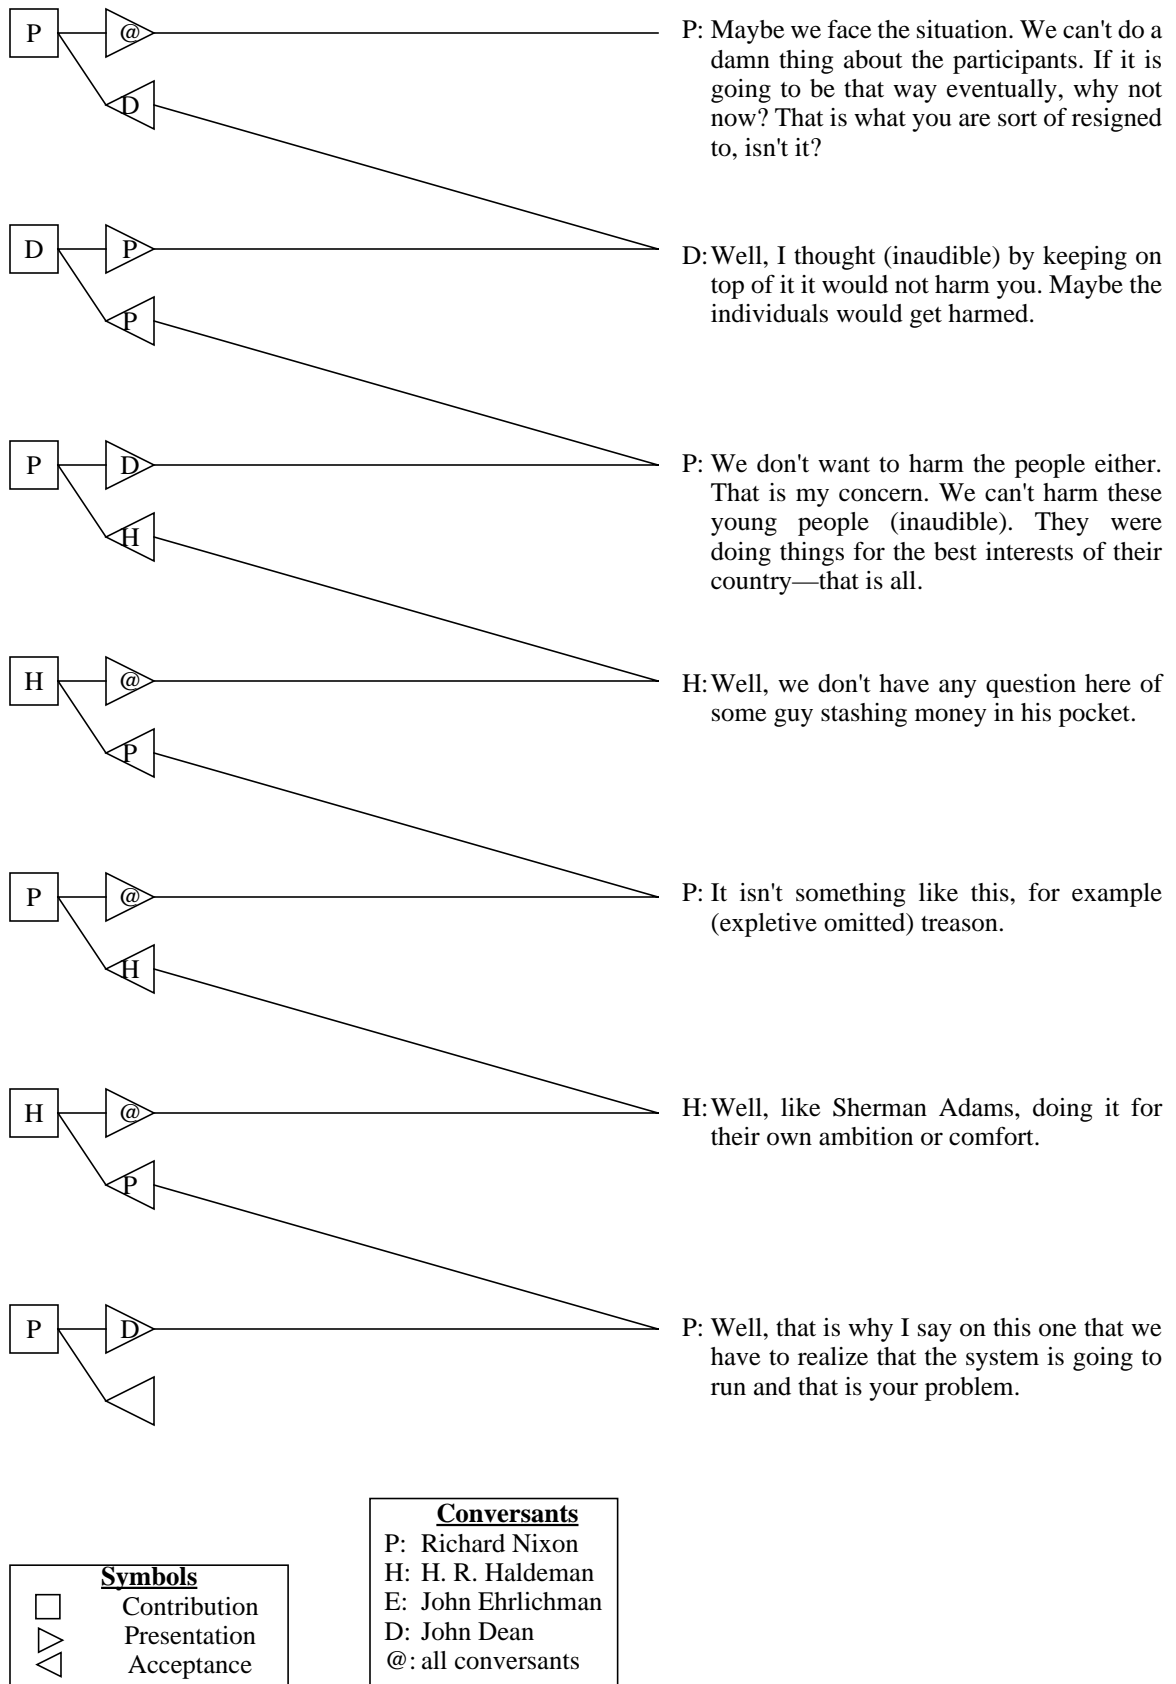 P @ P: Maybe we face the situation. We can't do a
damn thing about the participants. If it is
going to be that way eventually, why not
D now? That is what you are sort of resigned
to, isn't it?
D P D: Well, I thought (inaudible) by keeping on
top of it it would not harm you. Maybe the
individuals would get harmed.
P
P D P: We don't want to harm the people either.
That is my concern. We can't harm these
young people (inaudible). They were
H doing things for the best interests of their
country—that is all.
H @ H: Well, we don't have any question here of
some guy stashing money in his pocket.
P
P @ P: It isn't something like this, for example
(expletive omitted) treason.
H
H @ H: Well, like Sherman Adams, doing it for
their own ambition or comfort.
P
P D P: Well, that is why I say on this one that we
have to realize that the system is going to
run and that is your problem.
Symbols
Contribution
Presentation
Acceptance
Conversants
P: Richard Nixon
H: H. R. Haldeman
E: John Ehrlichman
D: John Dean
@: all conversants